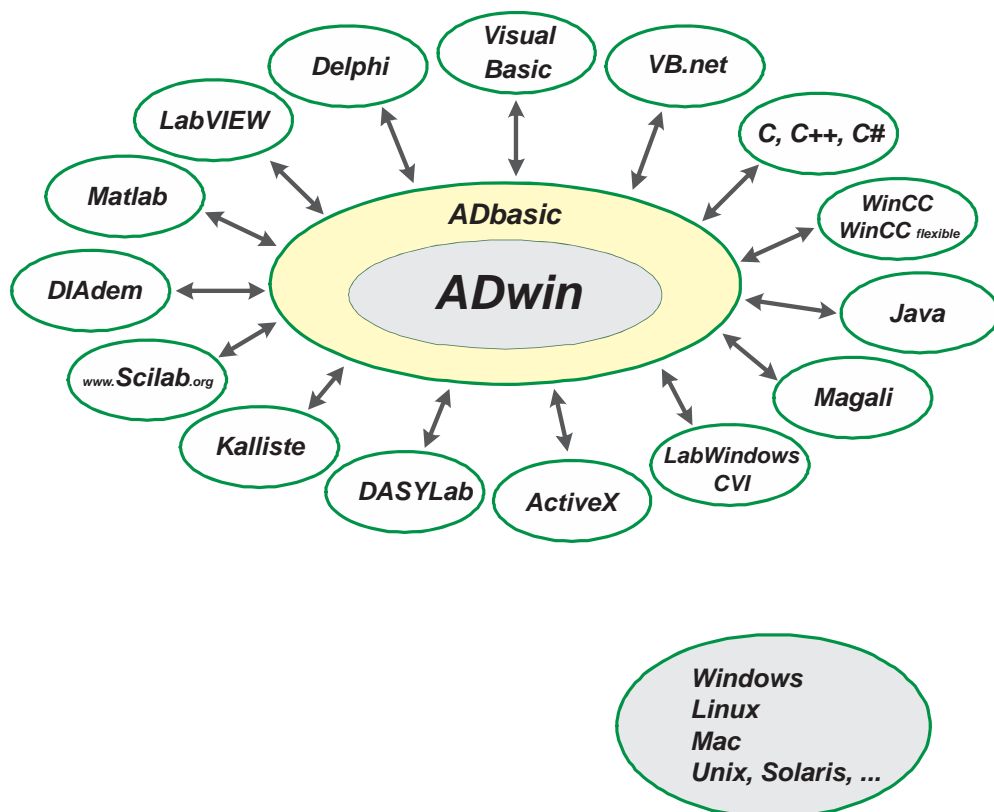 Visual
Basic
Delphi
VB.net
LabVIEW
C, C++, C#
Matlab
ADbasic
WinCC
WinCC flexible
DIAdem
ADwin
Java
www.Scilab.org
Magali
Kalliste
LabWindows
CVI
DASYLab
ActiveX
Windows
Linux
Mac
Unix, Solaris, ...